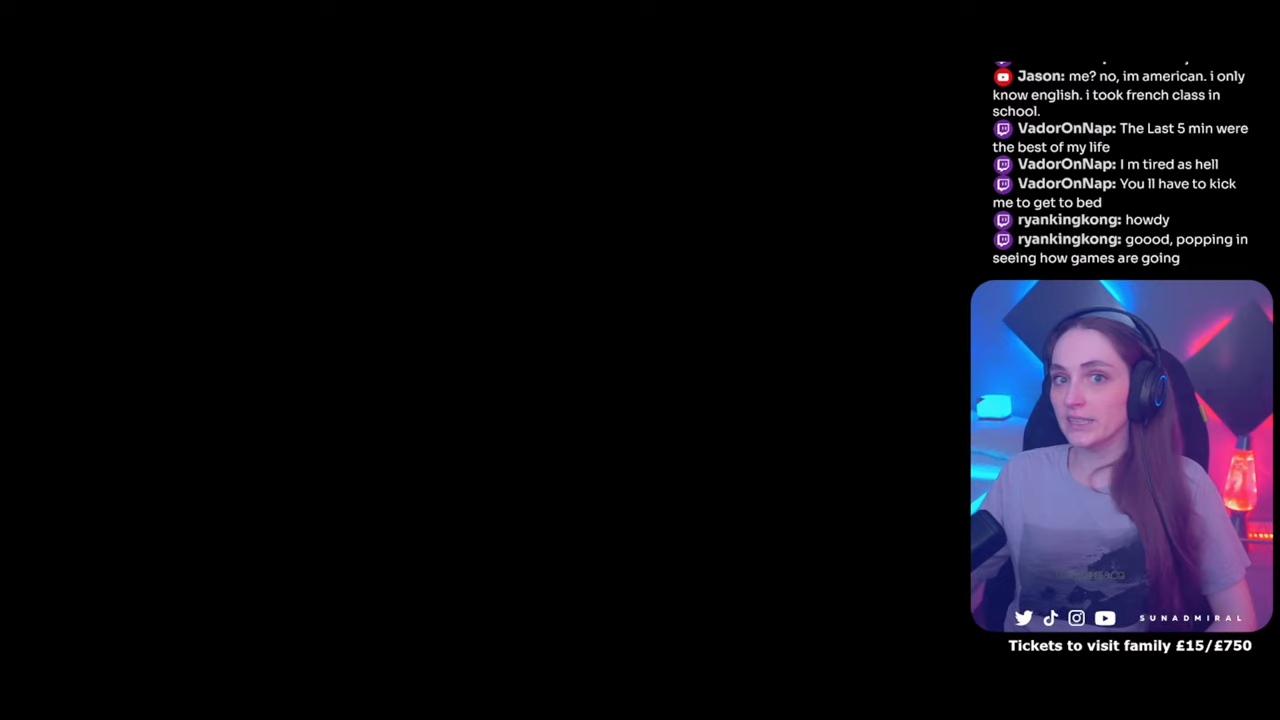 Jason: me? no, im american. i only
know english. i took french class in
school.
VadorOnNap: The Last 5 min were
the best of my life
VadorOnNap: I m tired as hell
VadorOnNap: You ll have to kick
me to get to bed
ryankingkong: howdy
ryankingkong: goood, popping in
seeing how games are going
SUNADMIRAL
Tickets to visit family £15/£750